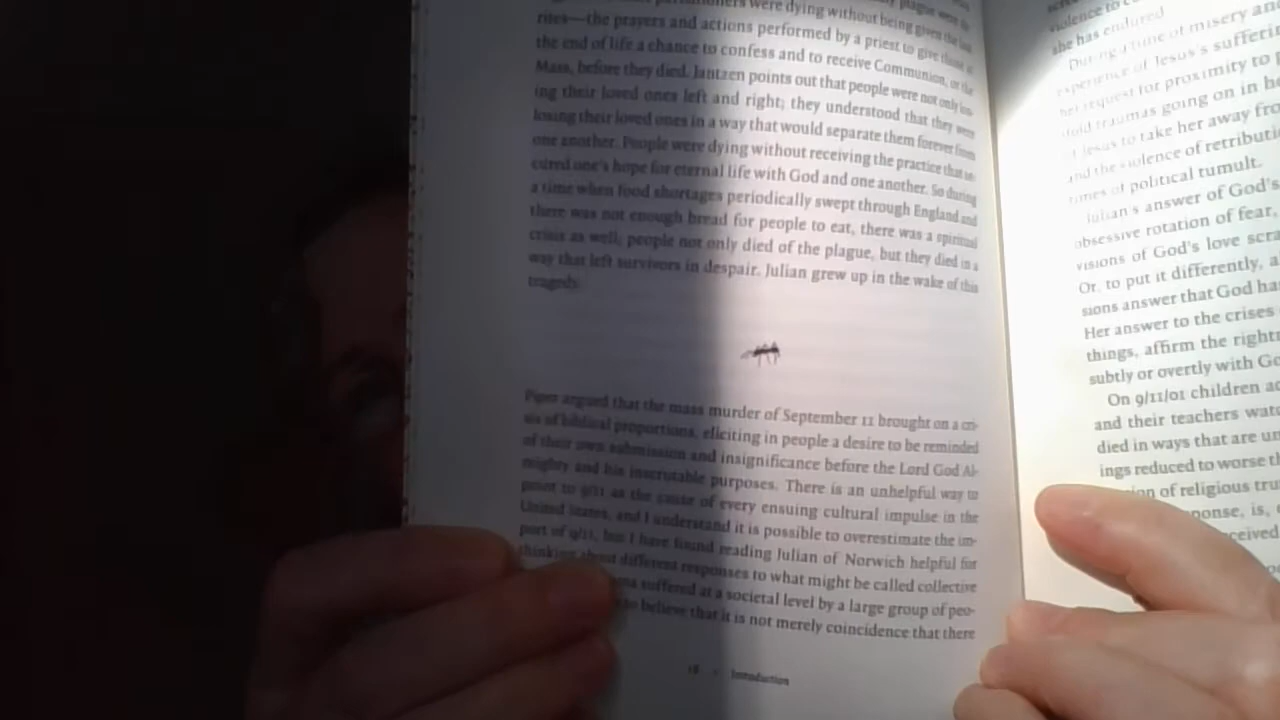 were dying without being given the last
rites—the prayers and actions performed by a priest to give those at
the end of life a chance to confess and to receive Communion, or the
Mass, before they died. Jantzen points out that people were not only los-
ing their loved ones left and right; they understood that they were
losing their loved ones in a way that would separate them forever from
one another. People were dying without receiving the practice that se-
cured one's hope for eternal life with God and one another. So during
a time when food shortages periodically swept through England and
there was not enough bread for people to eat, there was a spiritual
crisis as well; people not only died of the plague, but they died in a
way that left survivors in despair. Julian grew up in the wake of this
tragedy.
Piper argued that the mass murder of September 11 brought on a cri-
sis of biblical proportions, eliciting in people a desire to be reminded
of their own submission and insignificance before the Lord God Al-
mighty and his inscrutable purposes. There is an unhelpful way to
point to 9/11 as the cause of every ensuing cultural impulse in the
United States, and I understand it is possible to overestimate the im-
port of 9/11, but I have found reading Julian of Norwich helpful for
thinking about different responses to what might be called collective
suffered at a societal level by a large group of peo-
to believe that it is not merely coincidence that there
18 • Introduction
violence to
she has endured
During a time of misery and
experience of Jesus's
her request for proximity to
traumas going on in
Jesus to take her away
and the violence of
times of political tumult.
Julian's answer of God's
obsessive rotation of fear,
visions of God's love
Or, to put it differently,
sions answer that God
Her answer to the crises
things, affirm the
subtly or overtly with
On 9/11/01 children
and their teachers
died in ways that are
ings reduced to worse
of religious